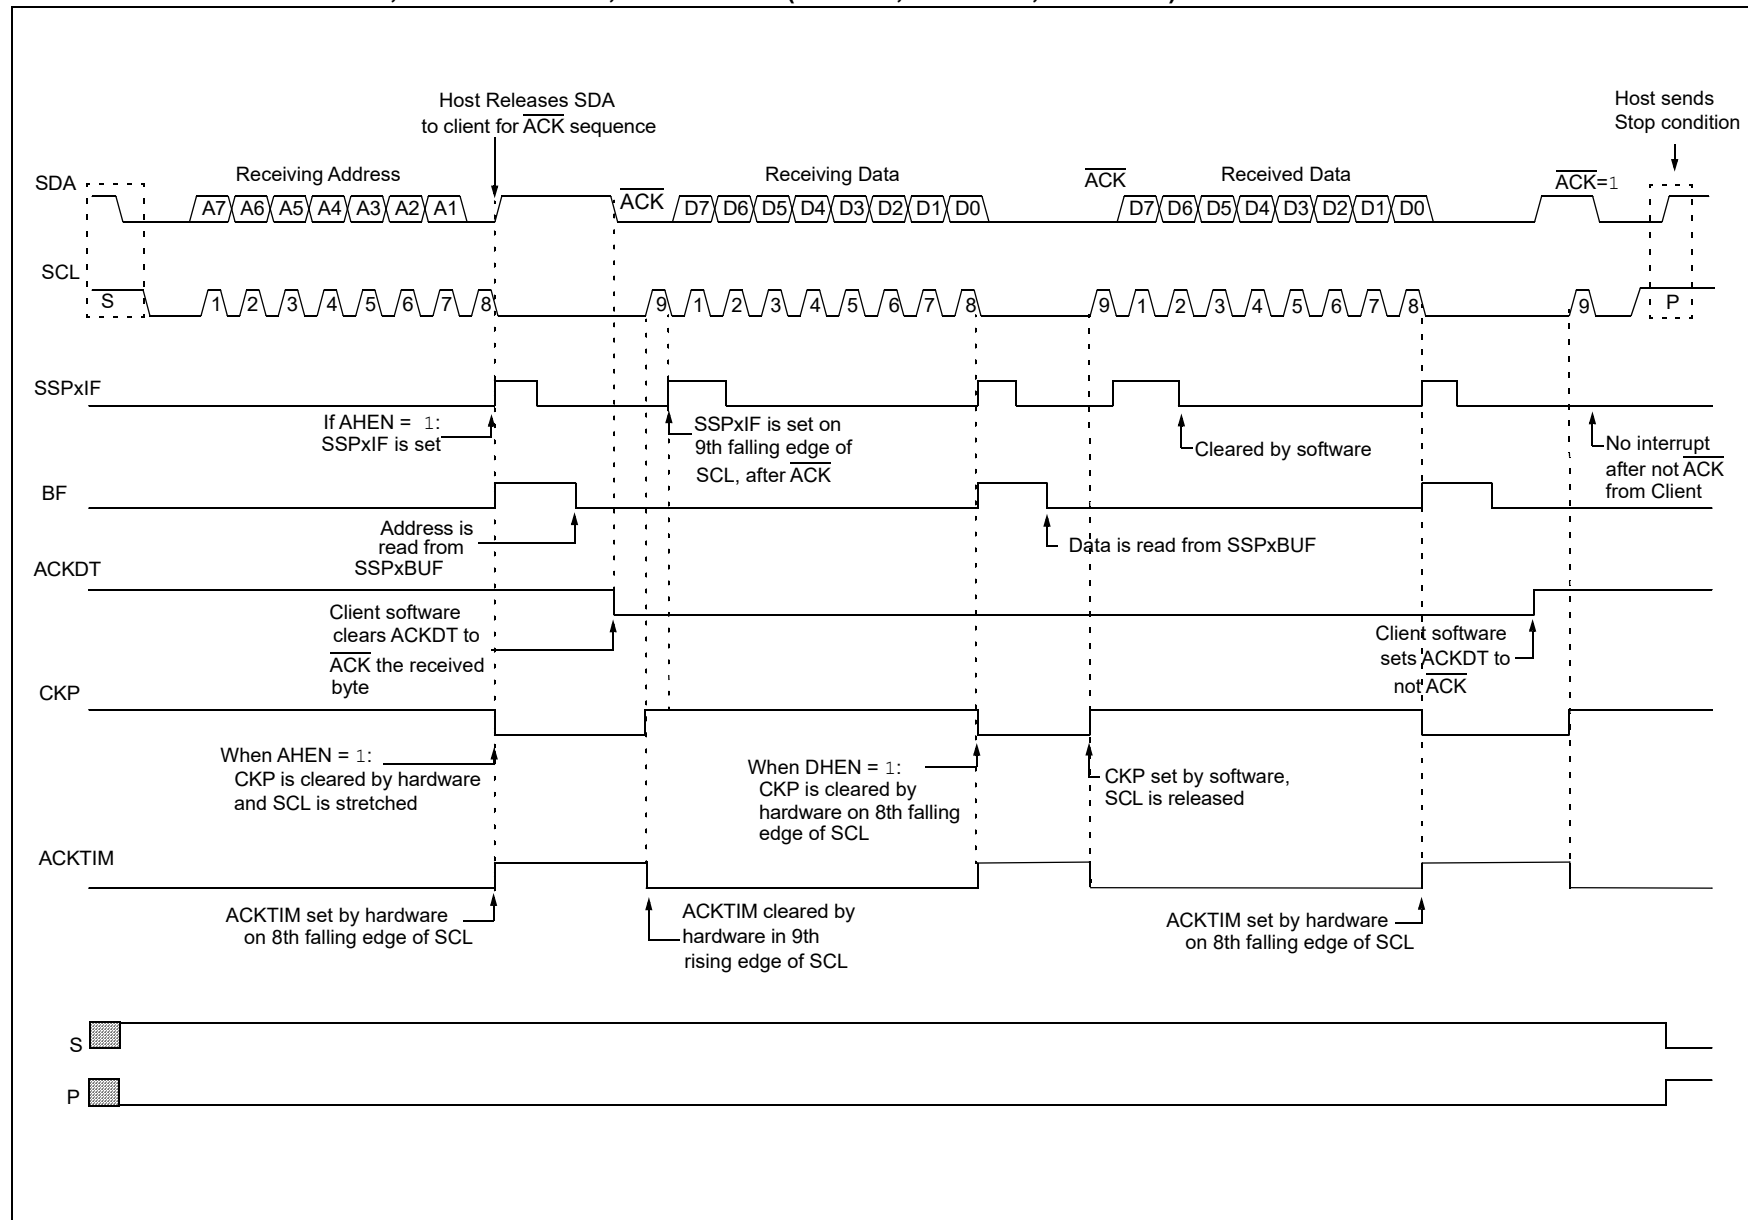 Host Releases SDA
to client for ACK sequence
Host sends
Stop condition
SDA
Receiving Address
A7 A6 A5 A4 A3 A2 A1
ACK
Receiving Data
D7 D6 D5 D4 D3 D2 D1 D0
ACK
Received Data
D7 D6 D5 D4 D3 D2 D1 D0
ACK=1
SCL
S 1 2 3 4 5 6 7 8 9 1 2 3 4 5 6 7 8 9 1 2 3 4 5 6 7 8 9 P
SSPxIF
If AHEN = 1:
SSPxIF is set
SSPxIF is set on
9th falling edge of
SCL, after ACK
Cleared by software
No interrupt
after not ACK
from Client
BF
Address is
read from
SSPxBUF
Data is read from SSPxBUF
ACKDT
Client software
clears ACKDT to
ACK the received
byte
Client software
sets ACKDT to
not ACK
CKP
When AHEN = 1:
CKP is cleared by hardware
and SCL is stretched
When DHEN = 1:
CKP is cleared by
hardware on 8th falling
edge of SCL
CKP set by software,
SCL is released
ACKTIM
ACKTIM set by hardware
on 8th falling edge of SCL
ACKTIM cleared by
hardware in 9th
rising edge of SCL
ACKTIM set by hardware
on 8th falling edge of SCL
S
P